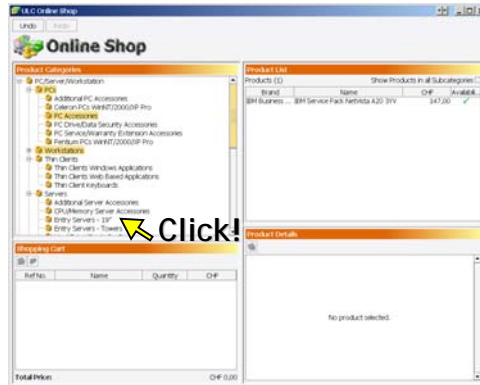 ULC Online Shop
Undo Redo
Online Shop
Product Categories
PC/Server/Workstation
PCs
Additional PC Accessories
Celeron PCs WinNT/2000/XP Pro
PC Accessories
PC Drive/Data Security Accessories
PC Service/Warranty Extension Accessories
Pentium PCs WinNT/2000/XP Pro
Workstations
Thin Clients
Thin Clients Windows Applications
Thin Clients Web Based Applications
Thin Client Keyboards
Servers
Additional Server Accessories
CPU/Memory Server Accessories
Entry Servers - 19"
Entry Servers - Towers
Click!
Shopping Cart
Ref No. Name Quantity CHF
Total Price: CHF 0,00
Product List
Products (1) Show Products in all Subcategories
Brand Name CHF Availabili...
IBM Business ... IBM Service Pack NetVista A20 3YV 147,00
Product Details
No product selected.